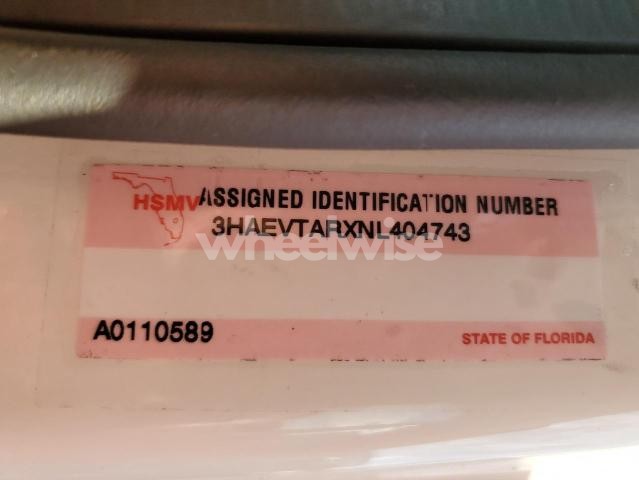 HSMV ASSIGNED IDENTIFICATION NUMBER
3HAEVTARXNL404743
wheelwise
A0110589
STATE OF FLORIDA